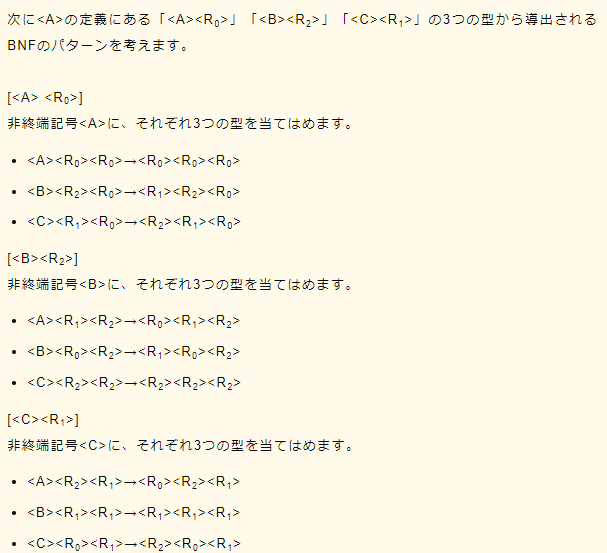 次に<A>の定義にある「<A><R₀>」「<B><R₂>」「<C><R₁>」の3つの型から導出される
BNFのパターンを考えます。
[<A> <R₀>]
非終端記号<A>に、それぞれ3つの型を当てはめます。
• <A><R₀><R₀>→<R₀><R₀><R₀>
• <B><R₂><R₀>→<R₁><R₂><R₀>
• <C><R₁><R₀>→<R₂><R₁><R₀>
[<B><R₂>]
非終端記号<B>に、それぞれ3つの型を当てはめます。
• <A><R₁><R₂>→<R₀><R₁><R₂>
• <B><R₀><R₂>→<R₁><R₀><R₂>
• <C><R₂><R₂>→<R₂><R₂><R₂>
[<C><R₁>]
非終端記号<C>に、それぞれ3つの型を当てはめます。
• <A><R₂><R₁>→<R₀><R₂><R₁>
• <B><R₁><R₁>→<R₁><R₁><R₁>
• <C><R₀><R₁>→<R₂><R₀><R₁>